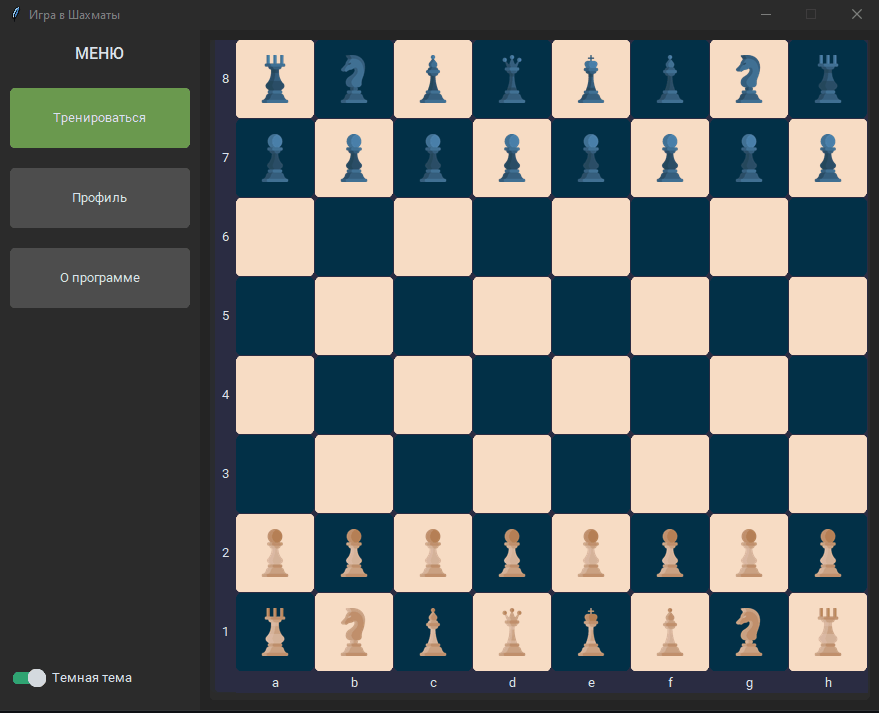 Игра в Шахматы
МЕНЮ
Тренироваться
Профиль
О программе
Темная тема
8
7
6
5
4
3
2
1
a b c d e f g h